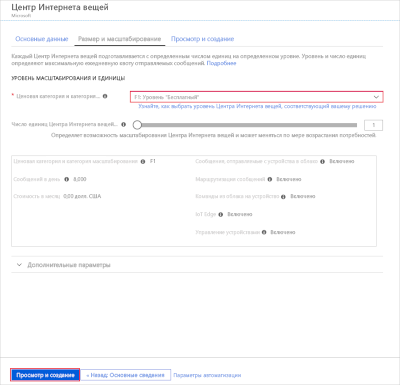 Центр Интернета вещей
Microsoft
Основные данные Размер и масштабирование Просмотр и создание
Каждый Центр Интернета вещей подготавливается с определенным числом единиц на определенном уровне. Уровень и число единиц
определяют максимальную ежедневную квоту отправляемых сообщений. Подробнее
УРОВЕНЬ МАСШТАБИРОВАНИЯ И ЕДИНИЦЫ
* Ценовая категория и категория... F1: Уровень "Бесплатный"
Узнайте, как выбрать уровень Центра Интернета вещей, соответствующий вашему решению
Число единиц Центра Интернета вещей... 1
Определяет возможность масштабирования Центра Интернета вещей и может меняться по мере возрастания потребностей.
Ценовая категория и категория масштабирования F1 Сообщения, отправляемые с устройства в облако Включено
Сообщений в день 8,000 Маршрутизация сообщений Включено
Стоимость в месяц 0,00 долл. США Команды из облака на устройство Включено
IoT Edge Включено
Управление устройствами Включено
Дополнительные параметры
Просмотр и создание « Назад: Основные сведения Параметры автоматизации